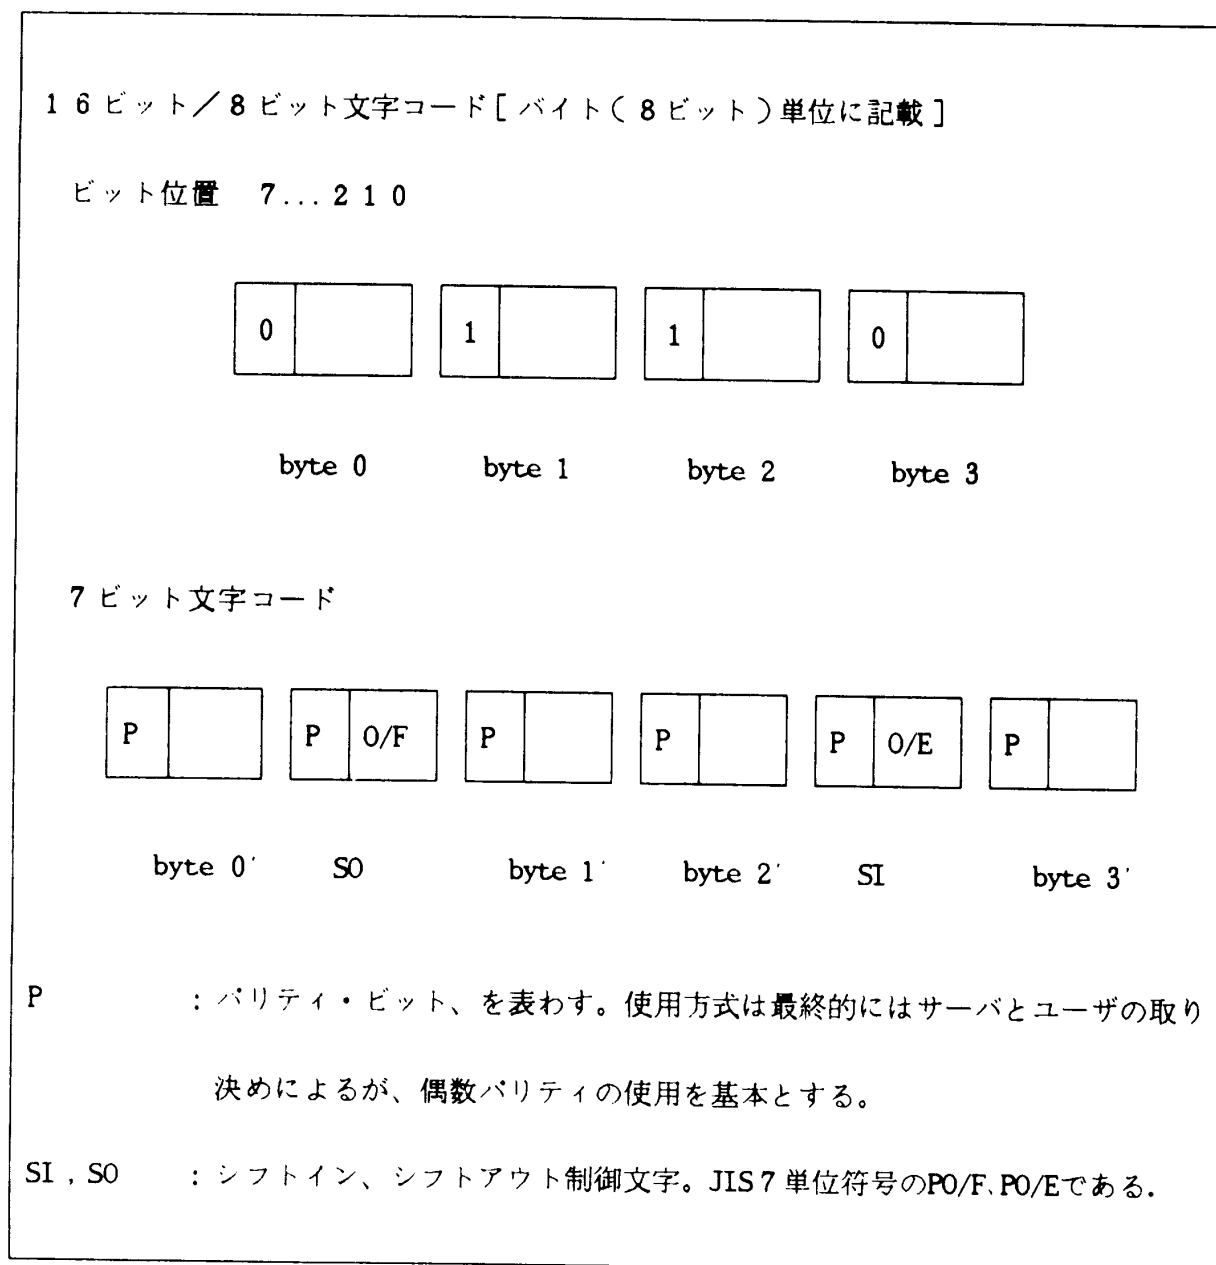 16ビット／8ビット文字コード[バイト(8ビット)単位に記載]
ビット位置 7...210
0 1 1 0
byte 0 byte 1 byte 2 byte 3
7ビット文字コード
P P 0/F P P P 0/E P
byte 0' SO byte 1' byte 2' SI byte 3'
P : パリティ・ビット、を表わす。使用方式は最終的にはサーバとユーザの取り
決めによるが、偶数パリティの使用を基本とする。
SI , SO : シフトイン、シフトアウト制御文字。JIS7単位符号のP0/F、P0/Eである.